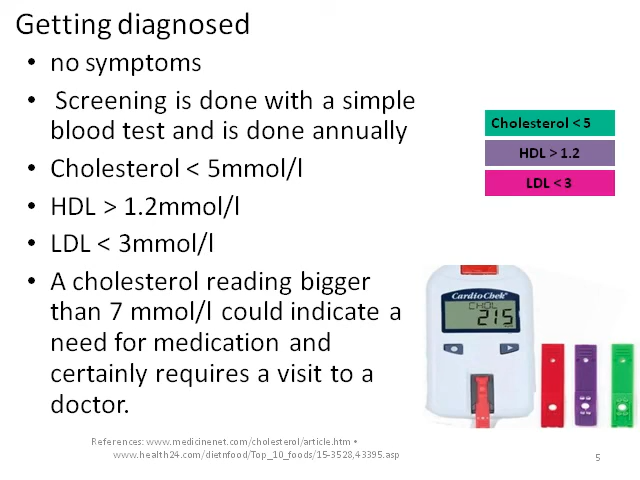 Getting diagnosed
• no symptoms
• Screening is done with a simple
blood test and is done annually
• Cholesterol < 5mmol/l
• HDL > 1.2mmol/l
• LDL < 3mmol/l
• A cholesterol reading bigger
than 7 mmol/l could indicate a
need for medication and
certainly requires a visit to a
doctor.
Cholesterol < 5
HDL > 1.2
LDL < 3
CardioChek
CHOL
215
References: www.medicinenet.com/cholesterol/article.htm •
www.health24.com/dietnfood/Top_10_foods/15-3528,43395.asp
5